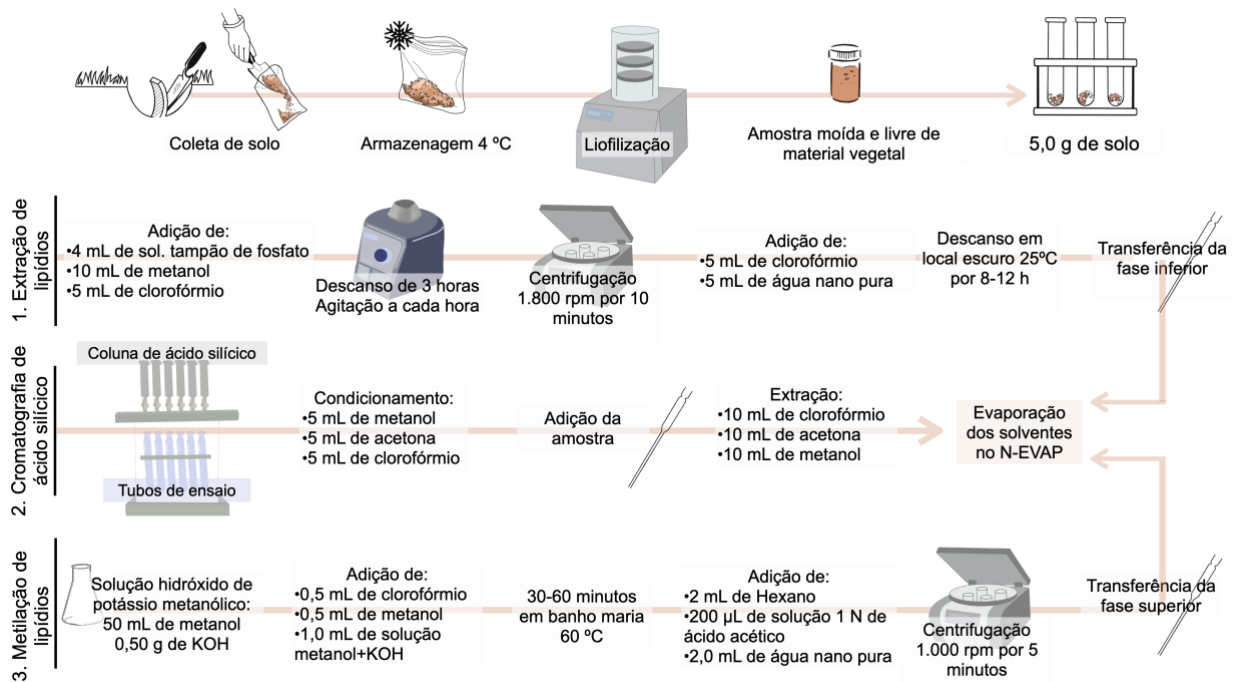 Coleta de solo
Armazenagem 4 ºC
Liofilização
Amostra moída e livre de
material vegetal
5,0 g de solo
1. Extração de
lipídios
Adição de:
•4 mL de sol. tampão de fosfato
•10 mL de metanol
•5 mL de clorofórmio
Descanso de 3 horas
Agitação a cada hora
Centrifugação
1.800 rpm por 10
minutos
Adição de:
•5 mL de clorofórmio
•5 mL de água nano pura
Descanso em
local escuro 25ºC
por 8-12 h
Transferência da
fase inferior
2. Cromatografia de
ácido silícico
Coluna de ácido silícico
Tubos de ensaio
Condicionamento:
•5 mL de metanol
•5 mL de acetona
•5 mL de clorofórmio
Adição da
amostra
Extração:
•10 mL de clorofórmio
•10 mL de acetona
•10 mL de metanol
Evaporação
dos solventes
no N-EVAP
3. Metilação de
lipídios
Solução hidróxido de
potássio metanólico:
50 mL de metanol
0,50 g de KOH
Adição de:
•0,5 mL de clorofórmio
•0,5 mL de metanol
•1,0 mL de solução
metanol+KOH
30-60 minutos
em banho maria
60 ºC
Adição de:
•2 mL de Hexano
•200 µL de solução 1 N de
ácido acético
•2,0 mL de água nano pura
Centrifugação
1.000 rpm por 5
minutos
Transferência da
fase superior